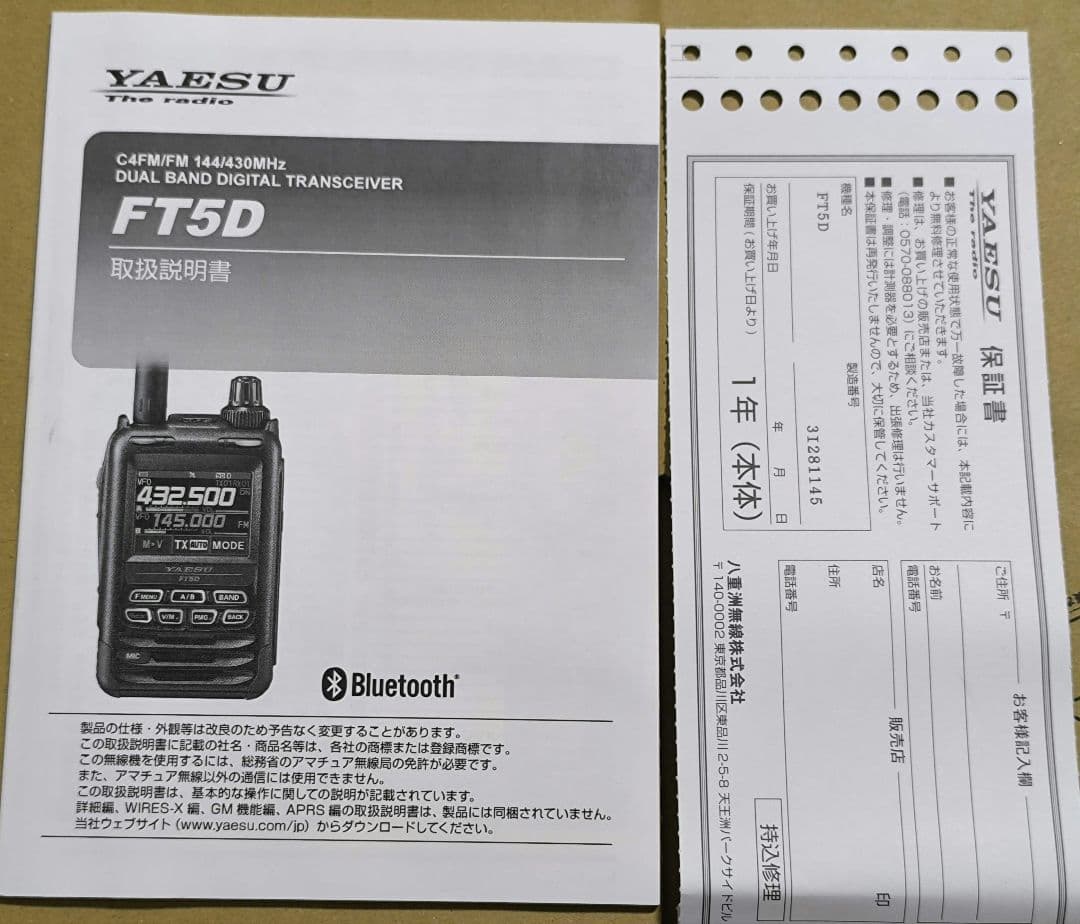 YAESU
The radio
C4FM/FM 144/430MHz
DUAL BAND DIGITAL TRANSCEIVER
FT5D
取扱説明書
VFO
432.500
VFO
145.000 FM
M▸V TX AUTO MODE
YAESU
FT5D
F MENU A/B BAND
V/M PMG BACK
MIC
Bluetooth®
製品の仕様・外観等は改良のため予告なく変更することがあります。
この取扱説明書に記載の社名・商品名等は、各社の商標または登録商標です。
この無線機を使用するには、総務省のアマチュア無線局の免許が必要です。
また、アマチュア無線以外の通信には使用できません。
この取扱説明書は、基本的な操作に関しての説明が記載されています。
詳細編、WIRES-X 編、GM 機能編、APRS 編の取扱説明書は、製品には同梱されていません。
当社ウェブサイト（www.yaesu.com/jp）からダウンロードしてください。
YAESU 保証書
The radio
■お客様の正常な使用状態で万一故障した場合には、本記載内容に
より無料修理させていただきます。
■修理は、お買い上げの販売店または、当社カスタマーサポート
（電話：0570-088013）にご相談ください。
■修理・調整には計測器を必要とするため、出張修理は行いません。
■本保証書は再発行いたしませんので、大切に保管してください。
機種名 製造番号
FT5D 3I281145
お買い上げ年月日 年 月 日
保証期間（お買い上げ日より） 1年（本体）
お客様記入欄
ご住所 〒
お名前
電話番号
販売店
店名 印
住所
電話番号
持込修理
八重洲無線株式会社
〒140-0002 東京都品川区東品川 2-5-8 天王洲パークサイドビル